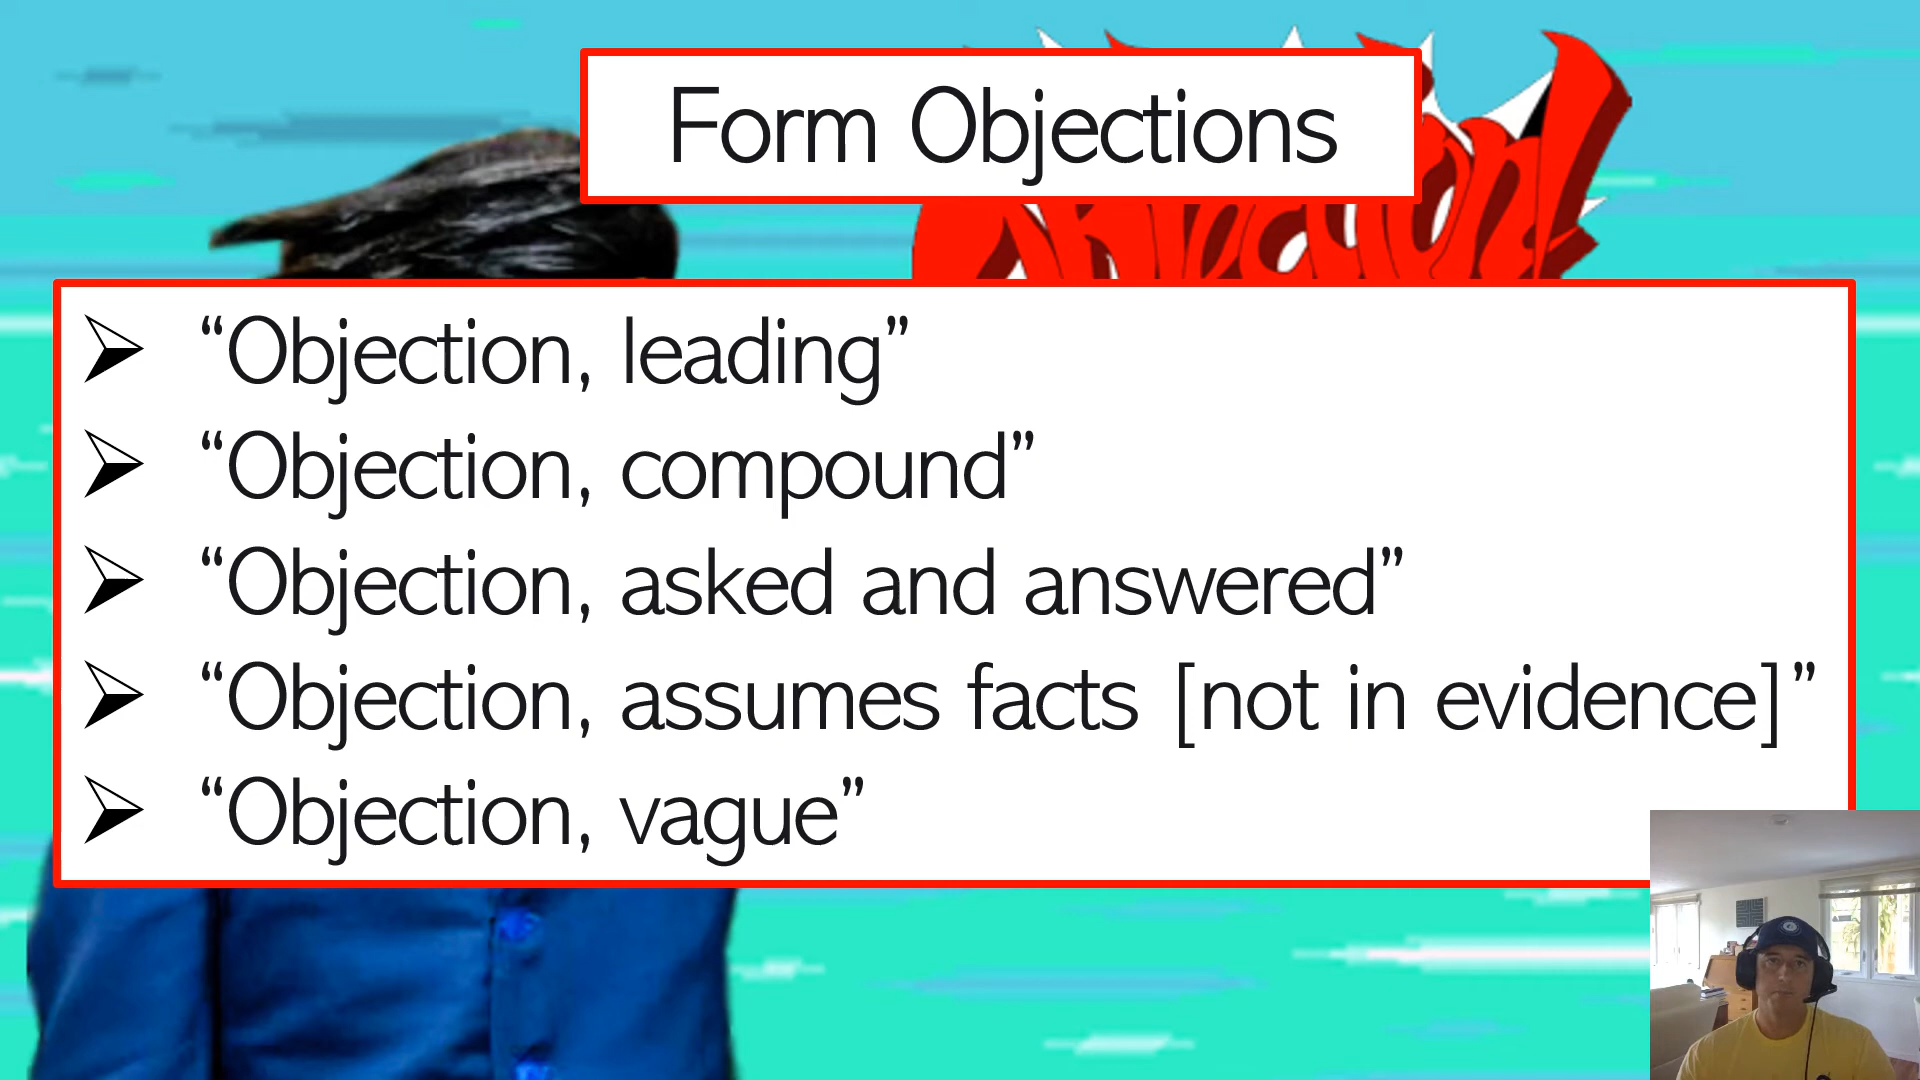 Form Objections
“Objection, leading”
“Objection, compound”
“Objection, asked and answered”
“Objection, assumes facts [not in evidence]”
“Objection, vague”